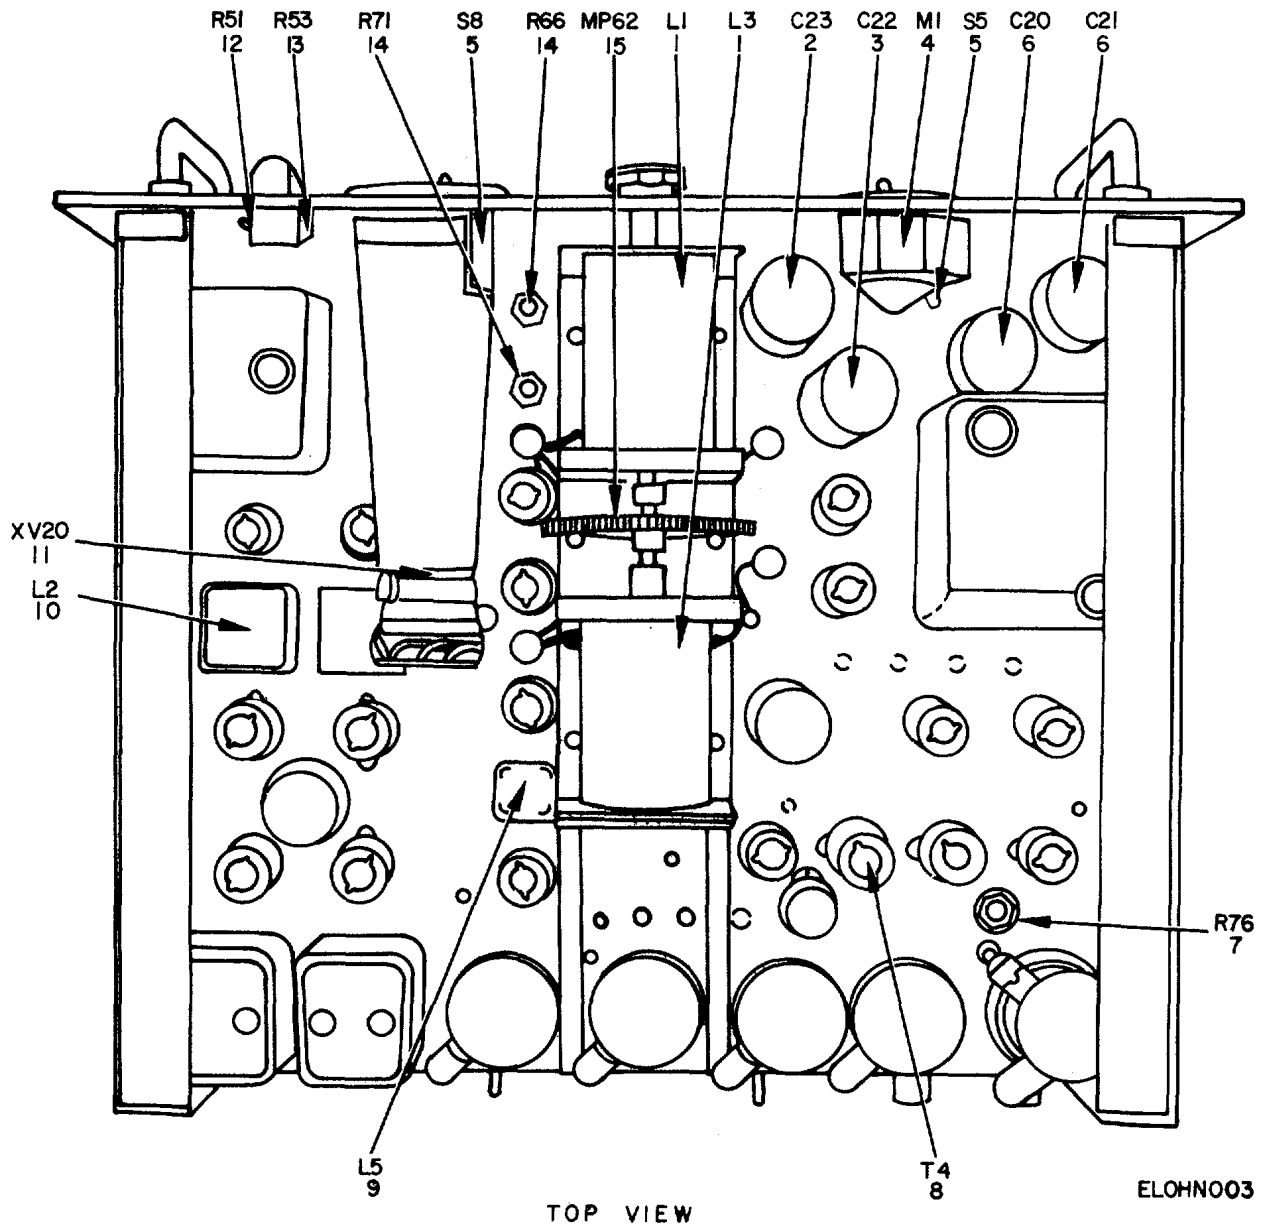 R51 R53 R71 S8 R66 MP62 L1 L3 C23 C22 M1 S5 C20 C21
12 13 14 5 14 15 1 1 2 3 4 5 6 6
XV20
11
L2
10
R76
7
L5
9
T4
8
ELOHN003
TOP VIEW